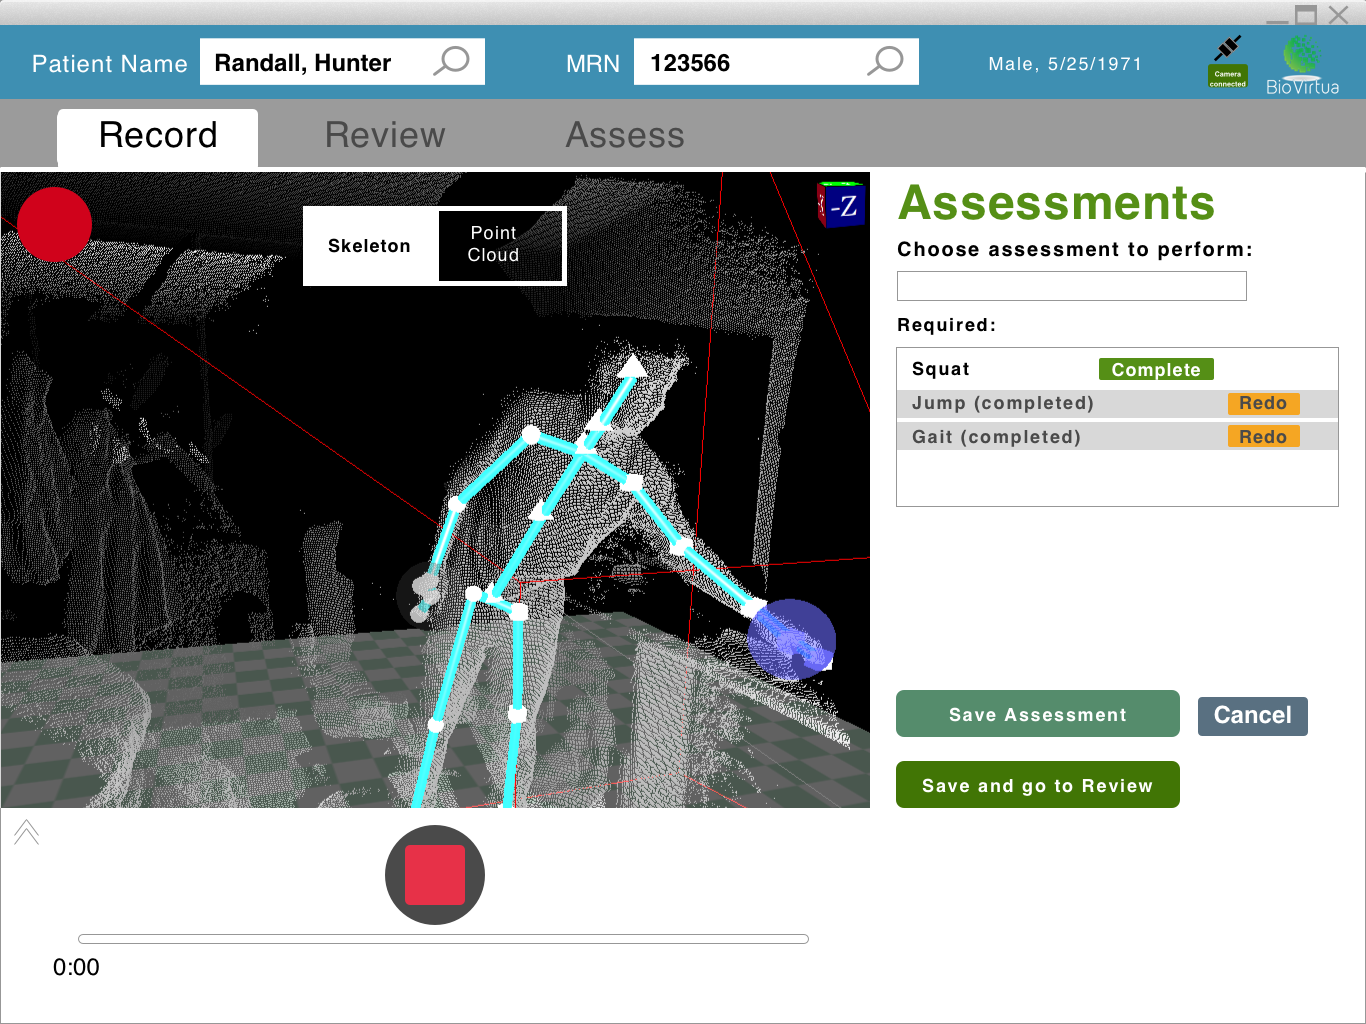 Patient Name
Randall, Hunter
MRN
123566
Male, 5/25/1971
Camera
connected
BioVirtua
Record
Review
Assess
Skeleton
Point
Cloud
-Z
Assessments
Choose assessment to perform:
Required:
Squat
Complete
Jump (completed)
Redo
Gait (completed)
Redo
Save Assessment
Cancel
Save and go to Review
0:00